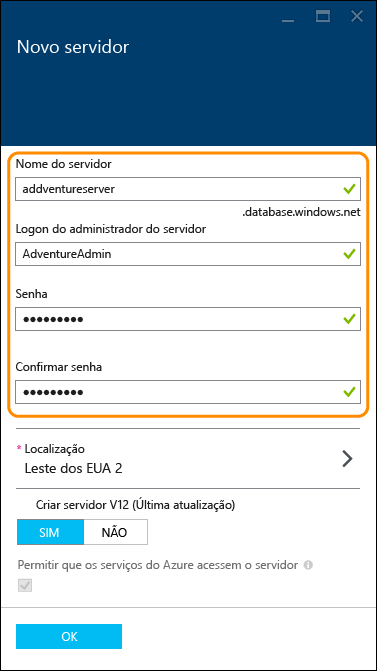 Novo servidor
Nome do servidor
addventureserver
.database.windows.net
Logon do administrador do servidor
AdventureAdmin
Senha
●●●●●●●●●
Confirmar senha
●●●●●●●●●
* Localização
Leste dos EUA 2
Criar servidor V12 (Última atualização)
SIM NÃO
Permitir que os serviços do Azure acessem o servidor
OK